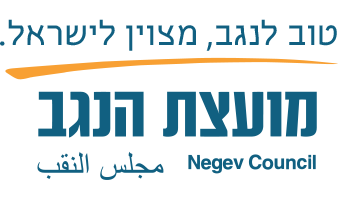 טוב לנגב, מצוין לישראל.
מועצת הנגב
مجلس النقب Negev Council